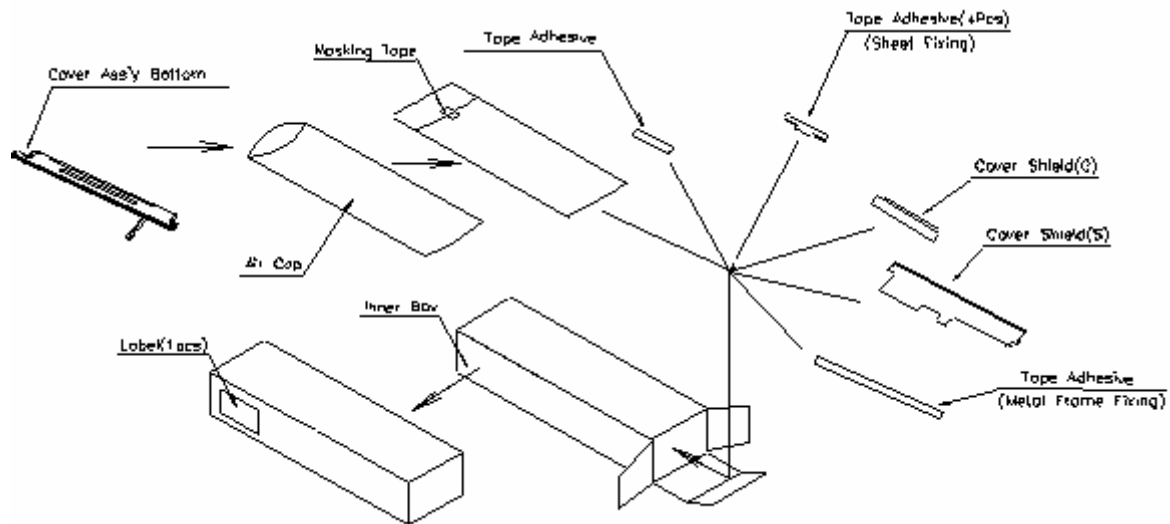 Tape Adhesive(4Pcs)
(Sheet Fixing)
Tape Adhesive
Masking Tape
Cover Ass'y Bottom
Cover Shield(C)
Cover Shield(S)
Air Cap
Inner Box
Label(1pcs)
Tape Adhesive
(Metal Frame Fixing)